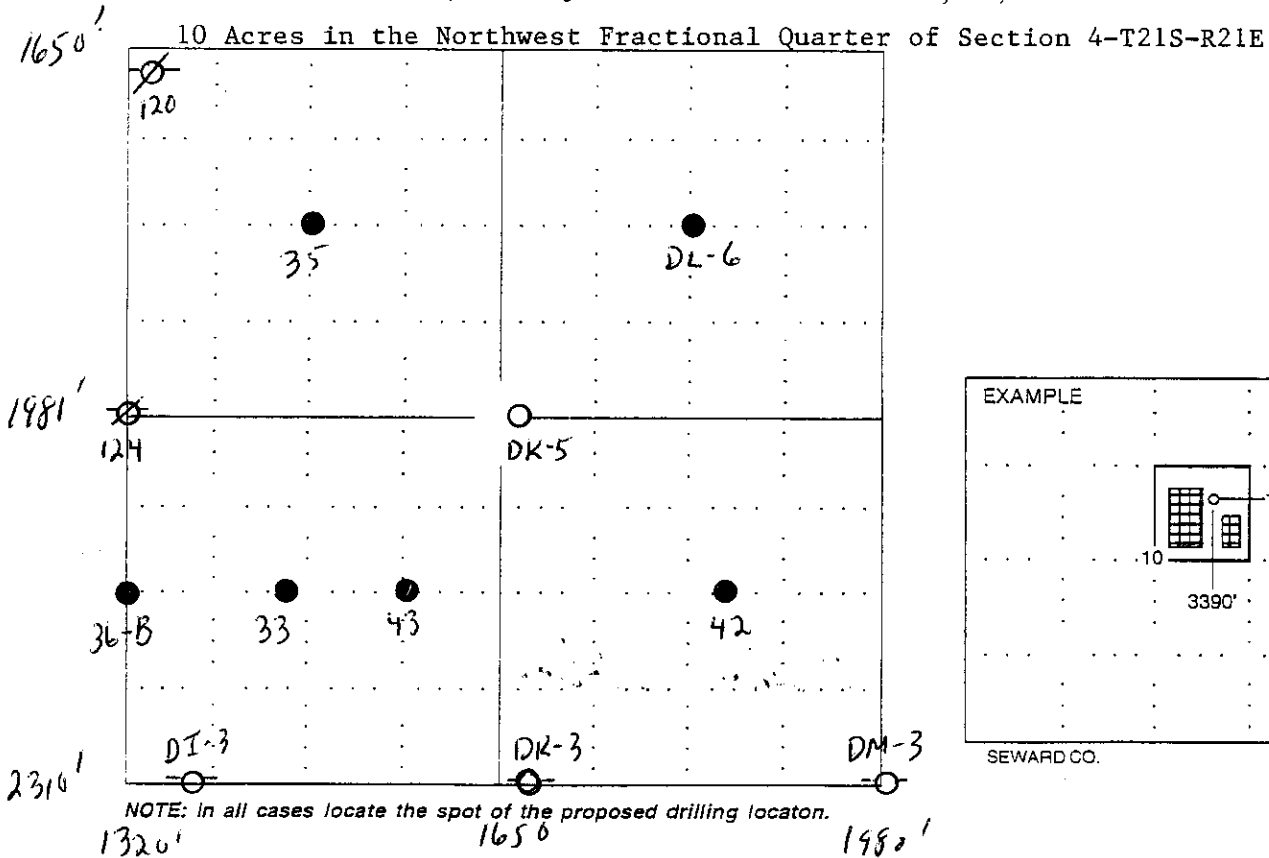 10 Acres in the Northwest Fractional Quarter of Section 4-T21S-R21E
1650'
120
35
DL-6
1981'
124
DK-5
EXAMPLE
10
3390'
36-B
33
43
42
DI-3
DK-3
DM-3
SEWARD CO.
2310'
NOTE: In all cases locate the spot of the proposed drilling locaton.
1320'
1650
1980'